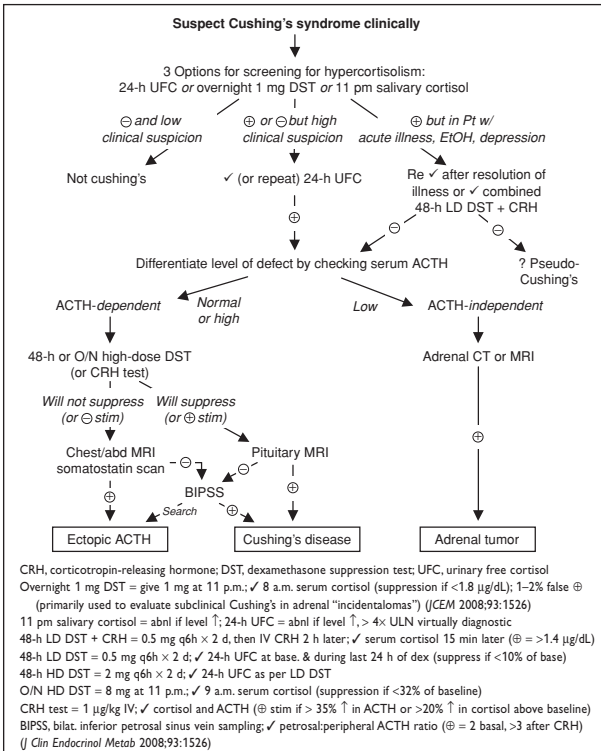 Suspect Cushing's syndrome clinically
3 Options for screening for hypercortisolism:
24-h UFC or overnight 1 mg DST or 11 pm salivary cortisol
⊖ and low
clinical suspicion
⊕ or ⊖ but high
clinical suspicion
⊕ but in Pt w/
acute illness, EtOH, depression
Not cushing's
✓ (or repeat) 24-h UFC
Re ✓ after resolution of
illness or ✓ combined
48-h LD DST + CRH
⊕
⊖
⊖
Differentiate level of defect by checking serum ACTH
? Pseudo-
Cushing's
ACTH-dependent
Normal
or high
Low
ACTH-independent
48-h or O/N high-dose DST
(or CRH test)
Adrenal CT or MRI
Will not suppress
(or ⊖ stim)
Will suppress
(or ⊕ stim)
Chest/abd MRI
somatostatin scan
⊖
Pituitary MRI
⊕
⊖
BIPSS
⊕
⊕
Search
⊕
Ectopic ACTH
Cushing's disease
Adrenal tumor
CRH, corticotropin-releasing hormone; DST, dexamethasone suppression test; UFC, urinary free cortisol
Overnight 1 mg DST = give 1 mg at 11 p.m.; ✓ 8 a.m. serum cortisol (suppression if <1.8 μg/dL); 1–2% false ⊕
(primarily used to evaluate subclinical Cushing's in adrenal "incidentalomas") (JCEM 2008;93:1526)
11 pm salivary cortisol = abnl if level ↑; 24-h UFC = abnl if level ↑, > 4× ULN virtually diagnostic
48-h LD DST + CRH = 0.5 mg q6h × 2 d, then IV CRH 2 h later; ✓ serum cortisol 15 min later (⊕ = >1.4 μg/dL)
48-h LD DST = 0.5 mg q6h × 2 d; ✓ 24-h UFC at base. & during last 24 h of dex (suppress if <10% of base)
48-h HD DST = 2 mg q6h × 2 d; ✓ 24-h UFC as per LD DST
O/N HD DST = 8 mg at 11 p.m.; ✓ 9 a.m. serum cortisol (suppression if <32% of baseline)
CRH test = 1 μg/kg IV; ✓ cortisol and ACTH (⊕ stim if > 35% ↑ in ACTH or >20% ↑ in cortisol above baseline)
BIPSS, bilat. inferior petrosal sinus vein sampling; ✓ petrosal:peripheral ACTH ratio (⊕ = 2 basal, >3 after CRH)
(J Clin Endocrinol Metab 2008;93:1526)